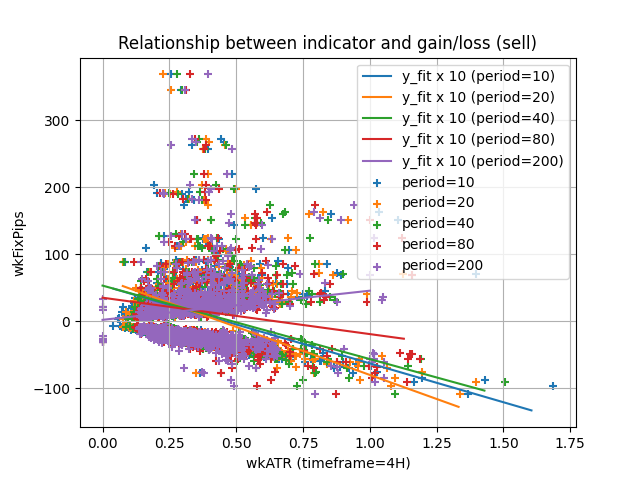 Relationship between indicator and gain/loss (sell)
wkFixPips
300
200
100
0
−100
y_fit x 10 (period=10)
y_fit x 10 (period=20)
y_fit x 10 (period=40)
y_fit x 10 (period=80)
y_fit x 10 (period=200)
period=10
period=20
period=40
period=80
period=200
0.00 0.25 0.50 0.75 1.00 1.25 1.50 1.75
wkATR (timeframe=4H)